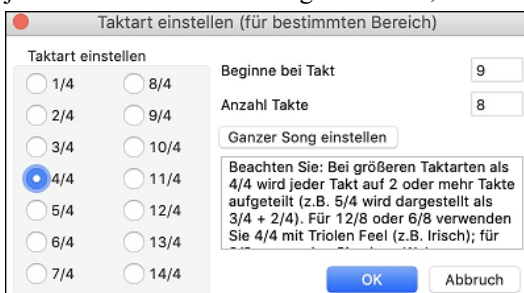 Taktart einstellen (für bestimmten Bereich)
Taktart einstellen
1/4
2/4
3/4
4/4
5/4
6/4
7/4
8/4
9/4
10/4
11/4
12/4
13/4
14/4
Beginne bei Takt 9
Anzahl Takte 8
Ganzer Song einstellen
Beachten Sie: Bei größeren Taktarten als
4/4 wird jeder Takt auf 2 oder mehr Takte
aufgeteilt (z.B. 5/4 wird dargestellt als
3/4 + 2/4). Für 12/8 oder 6/8 verwenden
Sie 4/4 mit Triolen Feel (z.B. Irisch); für
OK Abbruch